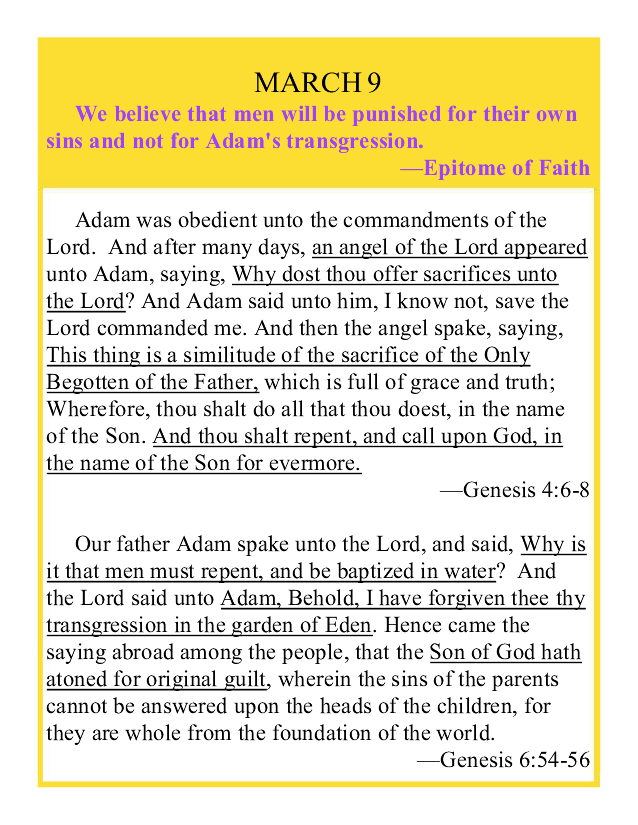 MARCH 9
We believe that men will be punished for their own
sins and not for Adam's transgression.
—Epitome of Faith
Adam was obedient unto the commandments of the
Lord. And after many days, an angel of the Lord appeared
unto Adam, saying, Why dost thou offer sacrifices unto
the Lord? And Adam said unto him, I know not, save the
Lord commanded me. And then the angel spake, saying,
This thing is a similitude of the sacrifice of the Only
Begotten of the Father, which is full of grace and truth;
Wherefore, thou shalt do all that thou doest, in the name
of the Son. And thou shalt repent, and call upon God, in
the name of the Son for evermore.
—Genesis 4:6-8
Our father Adam spake unto the Lord, and said, Why is
it that men must repent, and be baptized in water? And
the Lord said unto Adam, Behold, I have forgiven thee thy
transgression in the garden of Eden. Hence came the
saying abroad among the people, that the Son of God hath
atoned for original guilt, wherein the sins of the parents
cannot be answered upon the heads of the children, for
they are whole from the foundation of the world.
—Genesis 6:54-56